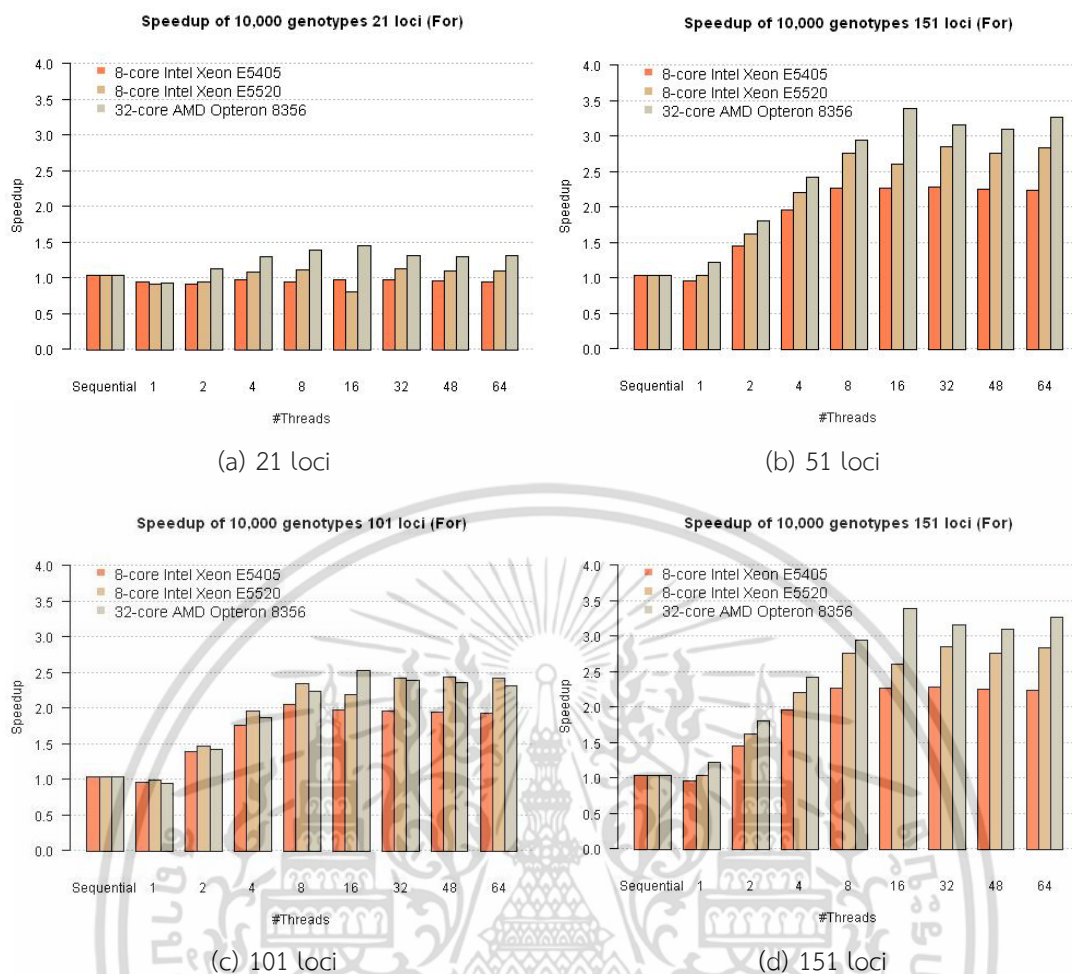 Speedup of 10,000 genotypes 21 loci (For)
4.0
3.5
3.0
2.5
2.0
1.5
1.0
0.5
0.0
Speedup
8-core Intel Xeon E5405
8-core Intel Xeon E5520
32-core AMD Opteron 8356
Sequential 1 2 4 8 16 32 48 64
#Threads
(a) 21 loci
Speedup of 10,000 genotypes 151 loci (For)
4.0
3.5
3.0
2.5
2.0
1.5
1.0
0.5
0.0
Speedup
8-core Intel Xeon E5405
8-core Intel Xeon E5520
32-core AMD Opteron 8356
Sequential 1 2 4 8 16 32 48 64
#Threads
(b) 51 loci
Speedup of 10,000 genotypes 101 loci (For)
4.0
3.5
3.0
2.5
2.0
1.5
1.0
0.5
0.0
Speedup
8-core Intel Xeon E5405
8-core Intel Xeon E5520
32-core AMD Opteron 8356
Sequential 1 2 4 8 16 32 48 64
#Threads
(c) 101 loci
Speedup of 10,000 genotypes 151 loci (For)
4.0
3.5
3.0
2.5
2.0
1.5
1.0
0.5
0.0
Speedup
8-core Intel Xeon E5405
8-core Intel Xeon E5520
32-core AMD Opteron 8356
Sequential 1 2 4 8 16 32 48 64
#Threads
(d) 151 loci